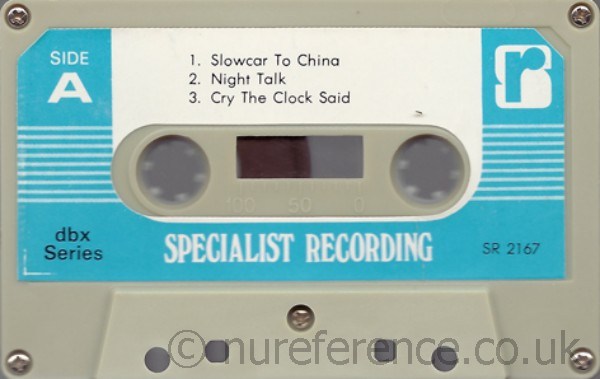 SIDE
A
1. Slowcar To China
2. Night Talk
3. Cry The Clock Said
r
100 50 0
dbx
Series
SPECIALIST RECORDING
SR 2167
©nureference.co.uk